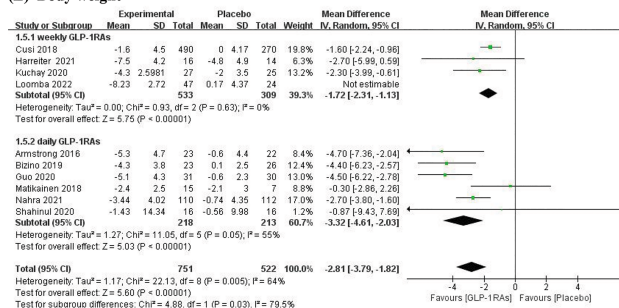 (B) Body weight
Experimental Placebo Mean Difference Mean Difference
Study or Subgroup Mean SD Total Mean SD Total Weight IV, Random, 95% CI IV, Random, 95% CI
1.5.1 weekly GLP-1RAs
Cusi 2018 -1.6 4.5 490 0 4.17 270 19.8% -1.60 [-2.24, -0.96]
Harreiter 2021 -7.5 4.2 16 -4.8 4.9 14 -2.70 [-5.99, 0.59]
Kuchay 2020 -4.3 2.5981 27 -2 3.5 25 -2.30 [-3.99, -0.61]
Loomba 2022 -8.23 2.72 47 0.17 4.37 24 Not estimable
Subtotal (95% CI) 533 309 39.3% -1.72 [-2.31, -1.13]
Heterogeneity: Tau² = 0.00; Chi² = 0.93, df = 2 (P = 0.63); I² = 0%
Test for overall effect: Z = 5.75 (P < 0.00001)
1.5.2 daily GLP-1RAs
Armstrong 2016 -5.3 4.7 23 -0.6 4.4 22 -4.70 [-7.36, -2.04]
Bizino 2019 -4.3 3.8 23 0.1 2.5 26 -4.40 [-6.23, -2.57]
Guo 2020 -5.1 4.3 31 -0.6 2.3 30 -4.50 [-6.22, -2.78]
Matikainen 2018 -2.4 2.5 15 -2.1 3 7 -0.30 [-2.86, 2.26]
Nahra 2021 -3.44 4.02 110 -0.74 4.35 112 -2.70 [-3.80, -1.60]
Shahinul 2020 -1.43 14.34 16 -0.56 9.98 16 -0.87 [-9.43, 7.69]
Subtotal (95% CI) 218 213 60.7% -3.32 [-4.61, -2.03]
Heterogeneity: Tau² = 1.27; Chi² = 11.05, df = 5 (P = 0.05); I² = 55%
Test for overall effect: Z = 5.03 (P < 0.00001)
Total (95% CI) 751 522 100.0% -2.81 [-3.79, -1.82]
Heterogeneity: Tau² = 1.17; Chi² = 22.13, df = 8 (P = 0.005); I² = 64%
Test for overall effect: Z = 5.60 (P < 0.00001)
Test for subgroup differences: Chi² = 4.88, df = 1 (P = 0.03), I² = 79.5%
-4 -2 0 2 4
Favours [GLP-1RAs] Favours [Placebo]